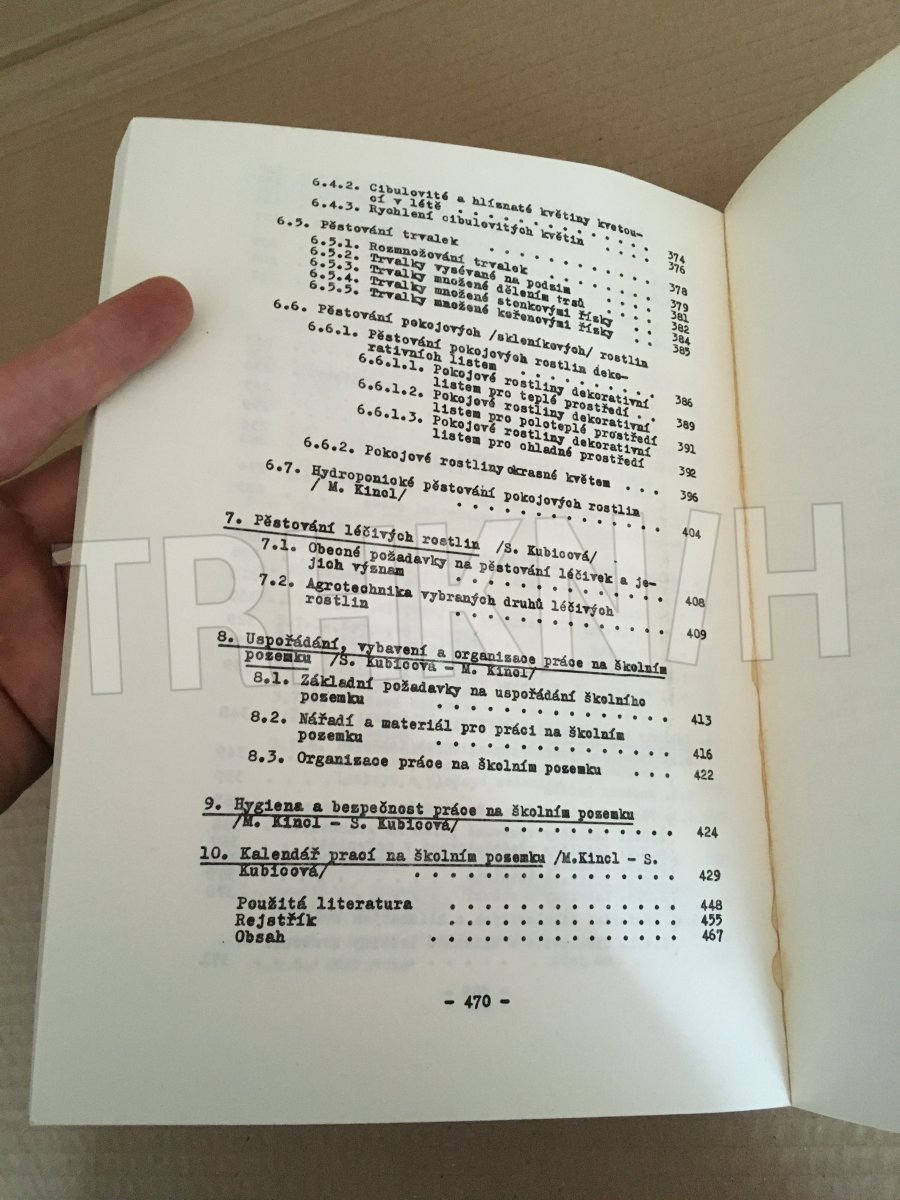 6.4.2. Cibulovité a hlíznaté květiny kvetou-
cí v létě . . . . . . . . . . . . 374
6.4.3. Rychlení cibulovitých květin . . . 376
6.5. Pěstování trvalek . . . . . . . . . . . 378
6.5.1. Rozmnožování trvalek . . . . . . . 379
6.5.2. Trvalky vysévané na podzim . . . . 381
6.5.3. Trvalky množené dělením trsů . . . 382
6.5.4. Trvalky množené stonkovými řísky . . 384
6.5.5. Trvalky množené kořenovými řísky . . 385
6.6. Pěstování pokojových /skleníkových/ rostlin
6.6.1. Pěstování pokojových rostlin deko-
rativních listem . . . . . . . . . 386
6.6.1.1. Pokojové rostliny dekorativní
listem pro teplé prostředí . . 389
6.6.1.2. Pokojové rostliny dekorativní
listem pro poloteplé prostředí 391
6.6.1.3. Pokojové rostliny dekorativní
listem pro chladné prostředí 392
6.6.2. Pokojové rostliny okrasné květem . . . 396
6.7. Hydroponické pěstování pokojových rostlin
/ M. Kincl/ . . . . . . . . . . . . . 404
7. Pěstování léčivých rostlin /S. Kubicová/
7.1. Obecné požadavky na pěstování léčivek a je-
jich význam . . . . . . . . . . . . . 408
7.2. Agrotechnika vybraných druhů léčivých
rostlin . . . . . . . . . . . . . 409
8. Uspořádání, vybavení a organizace práce na školním
pozemku /S. Kubicová - M. Kincl/
8.1. Základní požadavky na uspořádání školního
pozemku . . . . . . . . . . . . . . 413
8.2. Nářadí a materiál pro práci na školním
pozemku . . . . . . . . . . . . . . 416
8.3. Organizace práce na školním pozemku . . . 422
9. Hygiena a bezpečnost práce na školním pozemku
/M. Kincl - S. Kubicová/ . . . . . . . . . . . 424
10. Kalendář prací na školním pozemku /M.Kincl - S.
Kubicová/ . . . . . . . . . . . . . . . 429
Použitá literatura . . . . . . . . . . . . . 448
Rejstřík . . . . . . . . . . . . . 455
Obsah . . . . . . . . . . . . . . 467
- 470 -
TRHKNIH